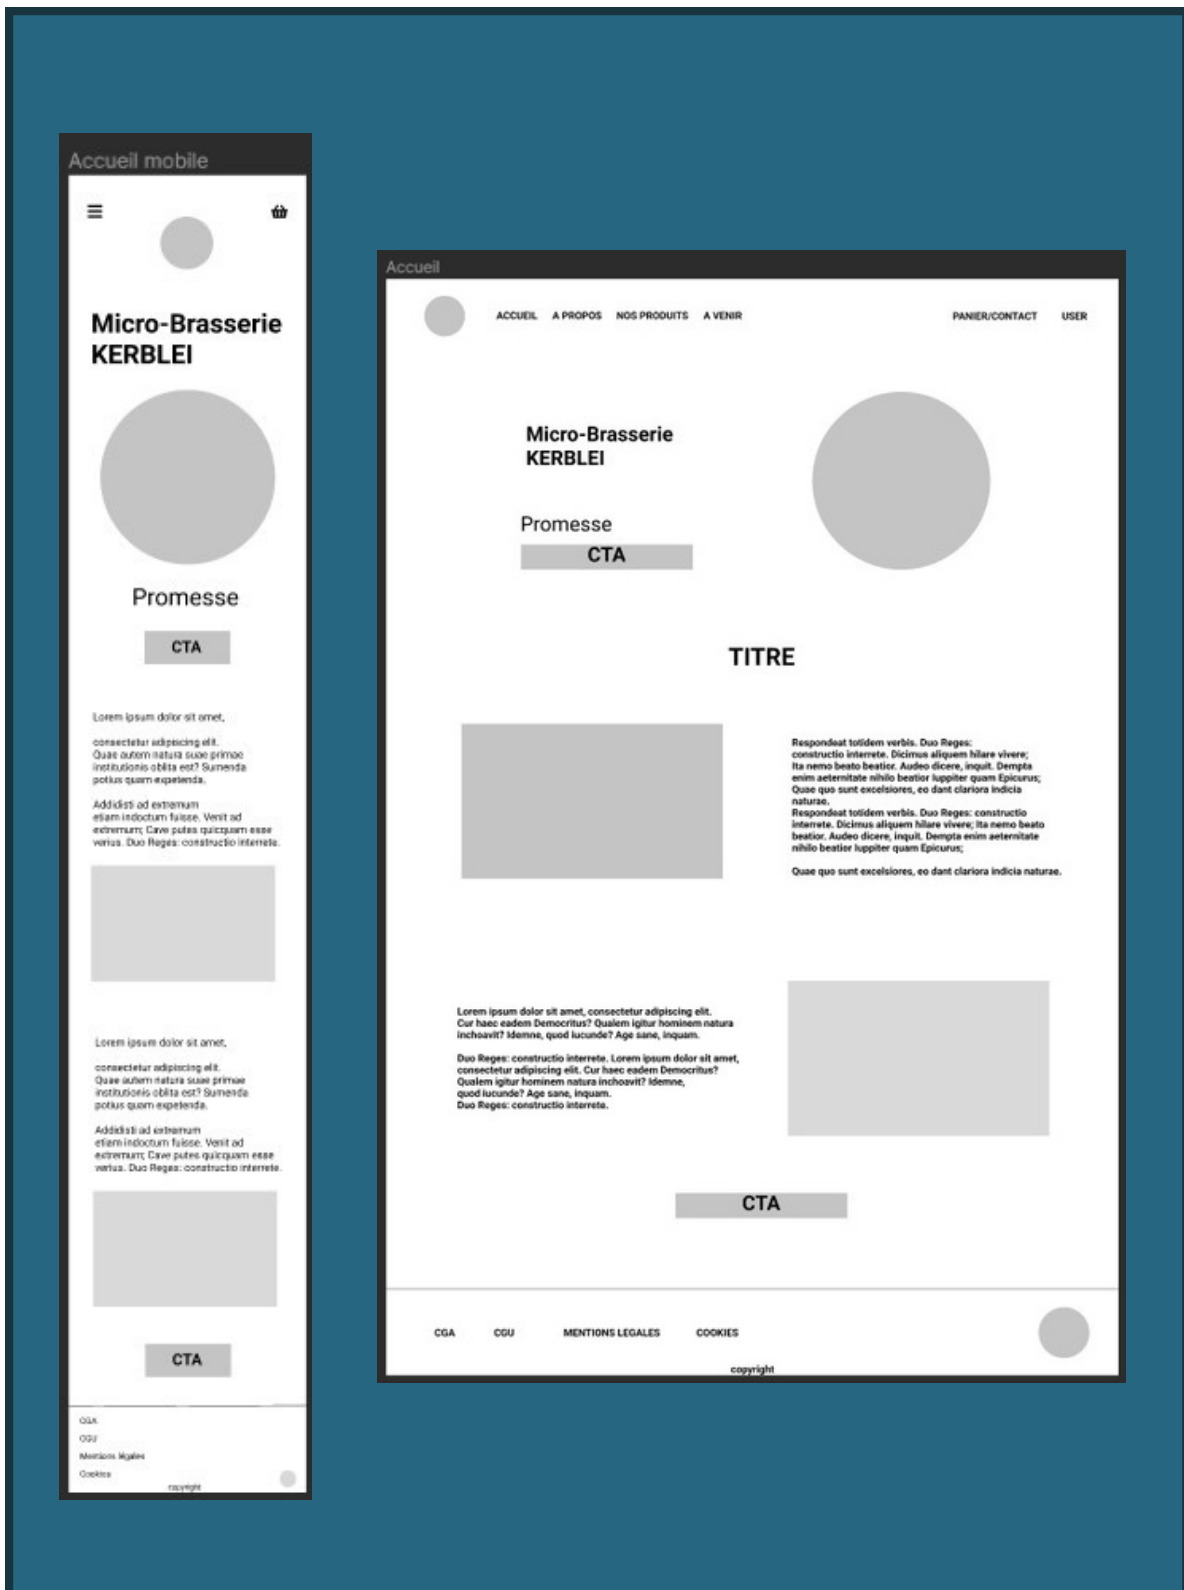 Accueil mobile
Micro-Brasserie
KERBLEI
Promesse
CTA
Lorem ipsum dolor sit amet,
consectetur adipiscing elit.
Quae autem natura suae primae
institutionis oblita est? Sumenda
potius quam expetenda.
Addidisti ad extremum
etiam indoctum fuisse. Venit ad
extremum; Cave putes quicquam esse
verius. Duo Reges: constructio interrete.
Lorem ipsum dolor sit amet,
consectetur adipiscing elit.
Quae autem natura suae primae
institutionis oblita est? Sumenda
potius quam expetenda.
Addidisti ad extremum
etiam indoctum fuisse. Venit ad
extremum; Cave putes quicquam esse
verius. Duo Reges: constructio interrete.
CTA
CGA
CGU
Mentions légales
Cookies
copyright
Accueil
ACCUEIL A PROPOS NOS PRODUITS A VENIR PANIER/CONTACT USER
Micro-Brasserie
KERBLEI
Promesse
CTA
TITRE
Respondeat totidem verbis. Duo Reges:
constructio interrete. Dicimus aliquem hilare vivere;
Ita nemo beato beatior. Audeo dicere, inquit. Dempta
enim aeternitate nihilo beatior Iuppiter quam Epicurus;
Quae quo sunt excelsiores, eo dant clariora indicia
naturae.
Respondeat totidem verbis. Duo Reges: constructio
interrete. Dicimus aliquem hilare vivere; Ita nemo beato
beatior. Audeo dicere, inquit. Dempta enim aeternitate
nihilo beatior Iuppiter quam Epicurus;
Quae quo sunt excelsiores, eo dant clariora indicia naturae.
Lorem ipsum dolor sit amet, consectetur adipiscing elit.
Cur haec eadem Democritus? Qualem igitur hominem natura
inchoavit? Idemne, quod iucunde? Age sane, inquam.
Duo Reges: constructio interrete. Lorem ipsum dolor sit amet,
consectetur adipiscing elit. Cur haec eadem Democritus?
Qualem igitur hominem natura inchoavit? Idemne,
quod iucunde? Age sane, inquam.
Duo Reges: constructio interrete.
CTA
CGA CGU MENTIONS LEGALES COOKIES
copyright